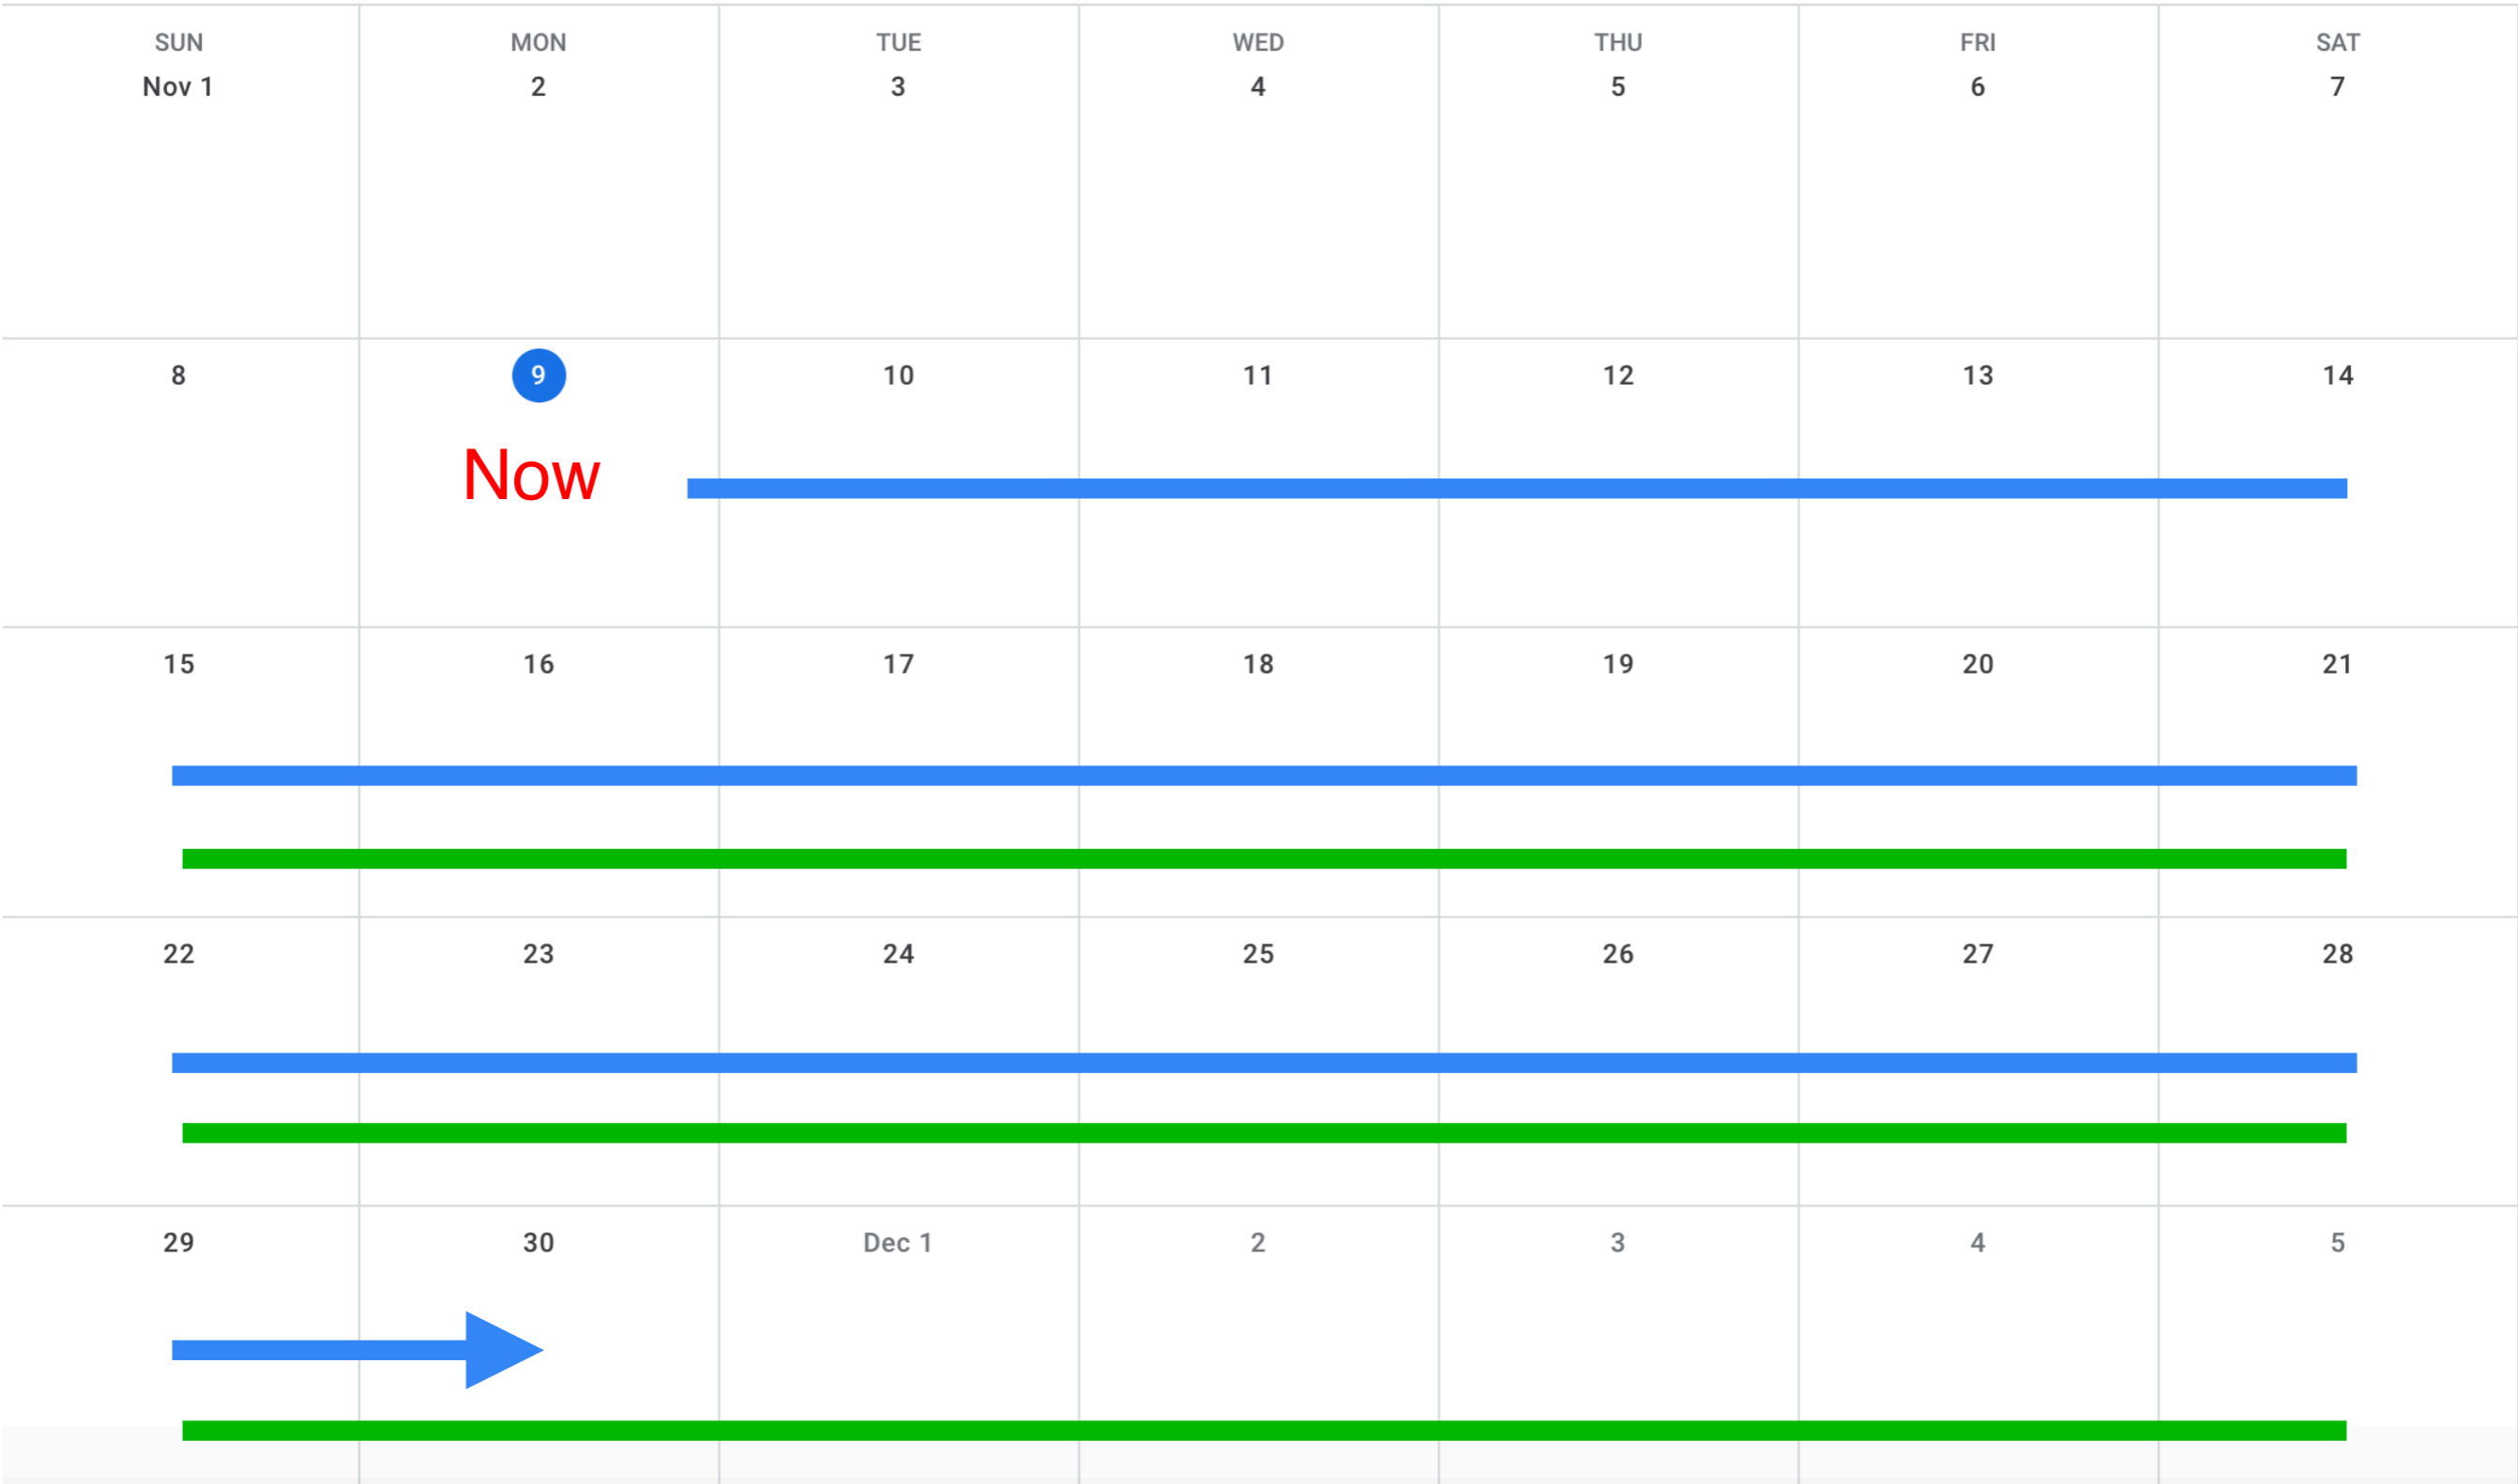 SUN MON TUE WED THU FRI SAT
Nov 1 2 3 4 5 6 7
8 9 10 11 12 13 14
Now
15 16 17 18 19 20 21
22 23 24 25 26 27 28
29 30 Dec 1 2 3 4 5